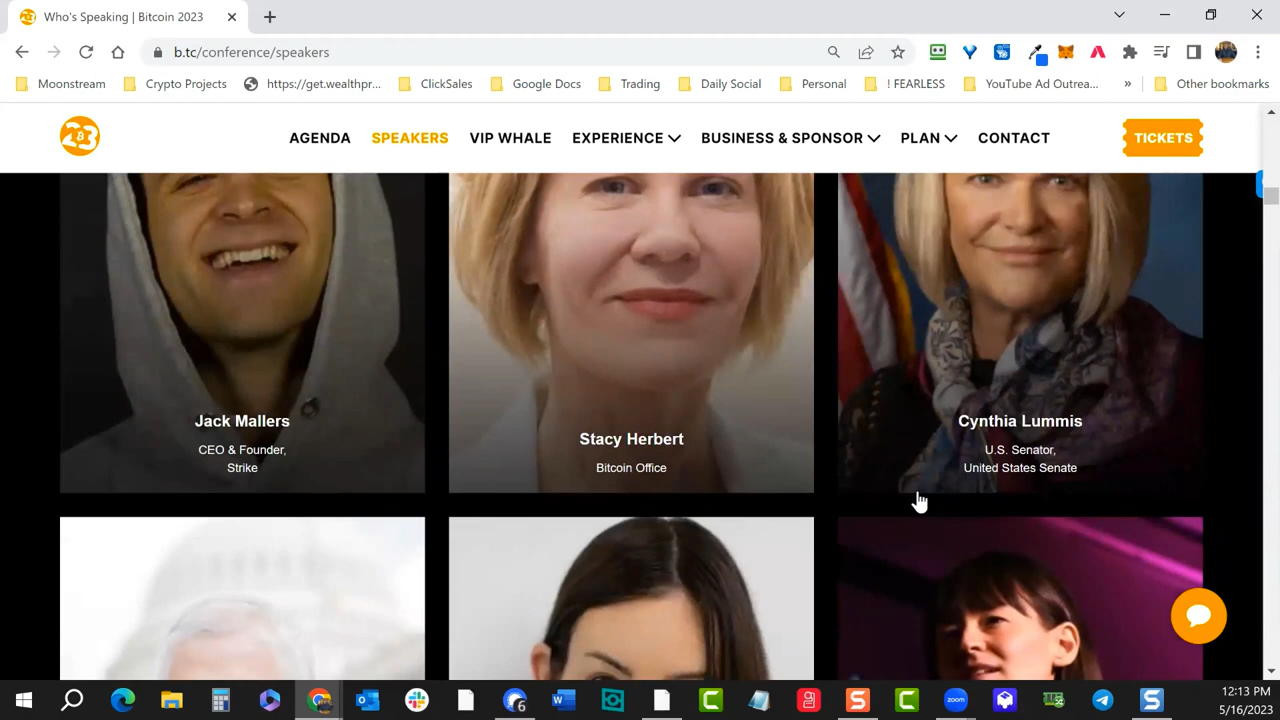 Who's Speaking | Bitcoin 2023
b.tc/conference/speakers
Moonstream Crypto Projects https://get.wealthpr... ClickSales Google Docs Trading Daily Social Personal ! FEARLESS YouTube Ad Outrea... » Other bookmarks
23 AGENDA SPEAKERS VIP WHALE EXPERIENCE BUSINESS & SPONSOR PLAN CONTACT TICKETS
Jack Mallers
CEO & Founder,
Strike
Stacy Herbert
Bitcoin Office
Cynthia Lummis
U.S. Senator,
United States Senate
12:13 PM
5/16/2023